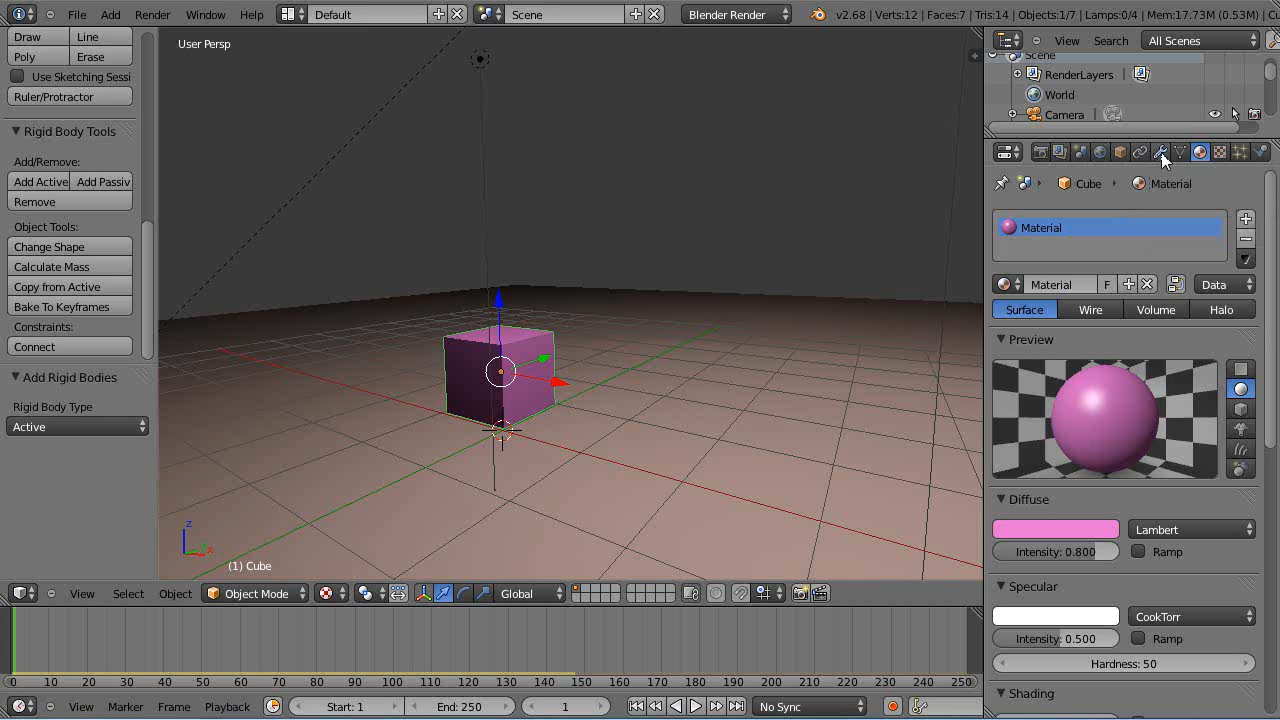 File Add Render Window Help Default Scene Blender Render v2.68 | Verts:12 | Faces:7 | Tris:14 | Objects:1/7 | Lamps:0/4 | Mem:17.73M (0.53M) | Cu
Draw Line
Poly Erase
Use Sketching Sessi
Ruler/Protractor
Rigid Body Tools
Add/Remove:
Add Active Add Passiv
Remove
Object Tools:
Change Shape
Calculate Mass
Copy from Active
Bake To Keyframes
Constraints:
Connect
Add Rigid Bodies
Rigid Body Type
Active
User Persp
z
x
(1) Cube
View Search All Scenes
Scene
RenderLayers
World
Camera
Cube Material
Material
Material F Data
Surface Wire Volume Halo
Preview
Diffuse
Lambert
Intensity: 0.800 Ramp
Specular
CookTorr
Intensity: 0.500 Ramp
Hardness: 50
Shading
View Select Object Object Mode Global
0 10 20 30 40 50 60 70 80 90 100 110 120 130 140 150 160 170 180 190 200 210 220 230 240 250
View Marker Frame Playback Start: 1 End: 250 1 No Sync